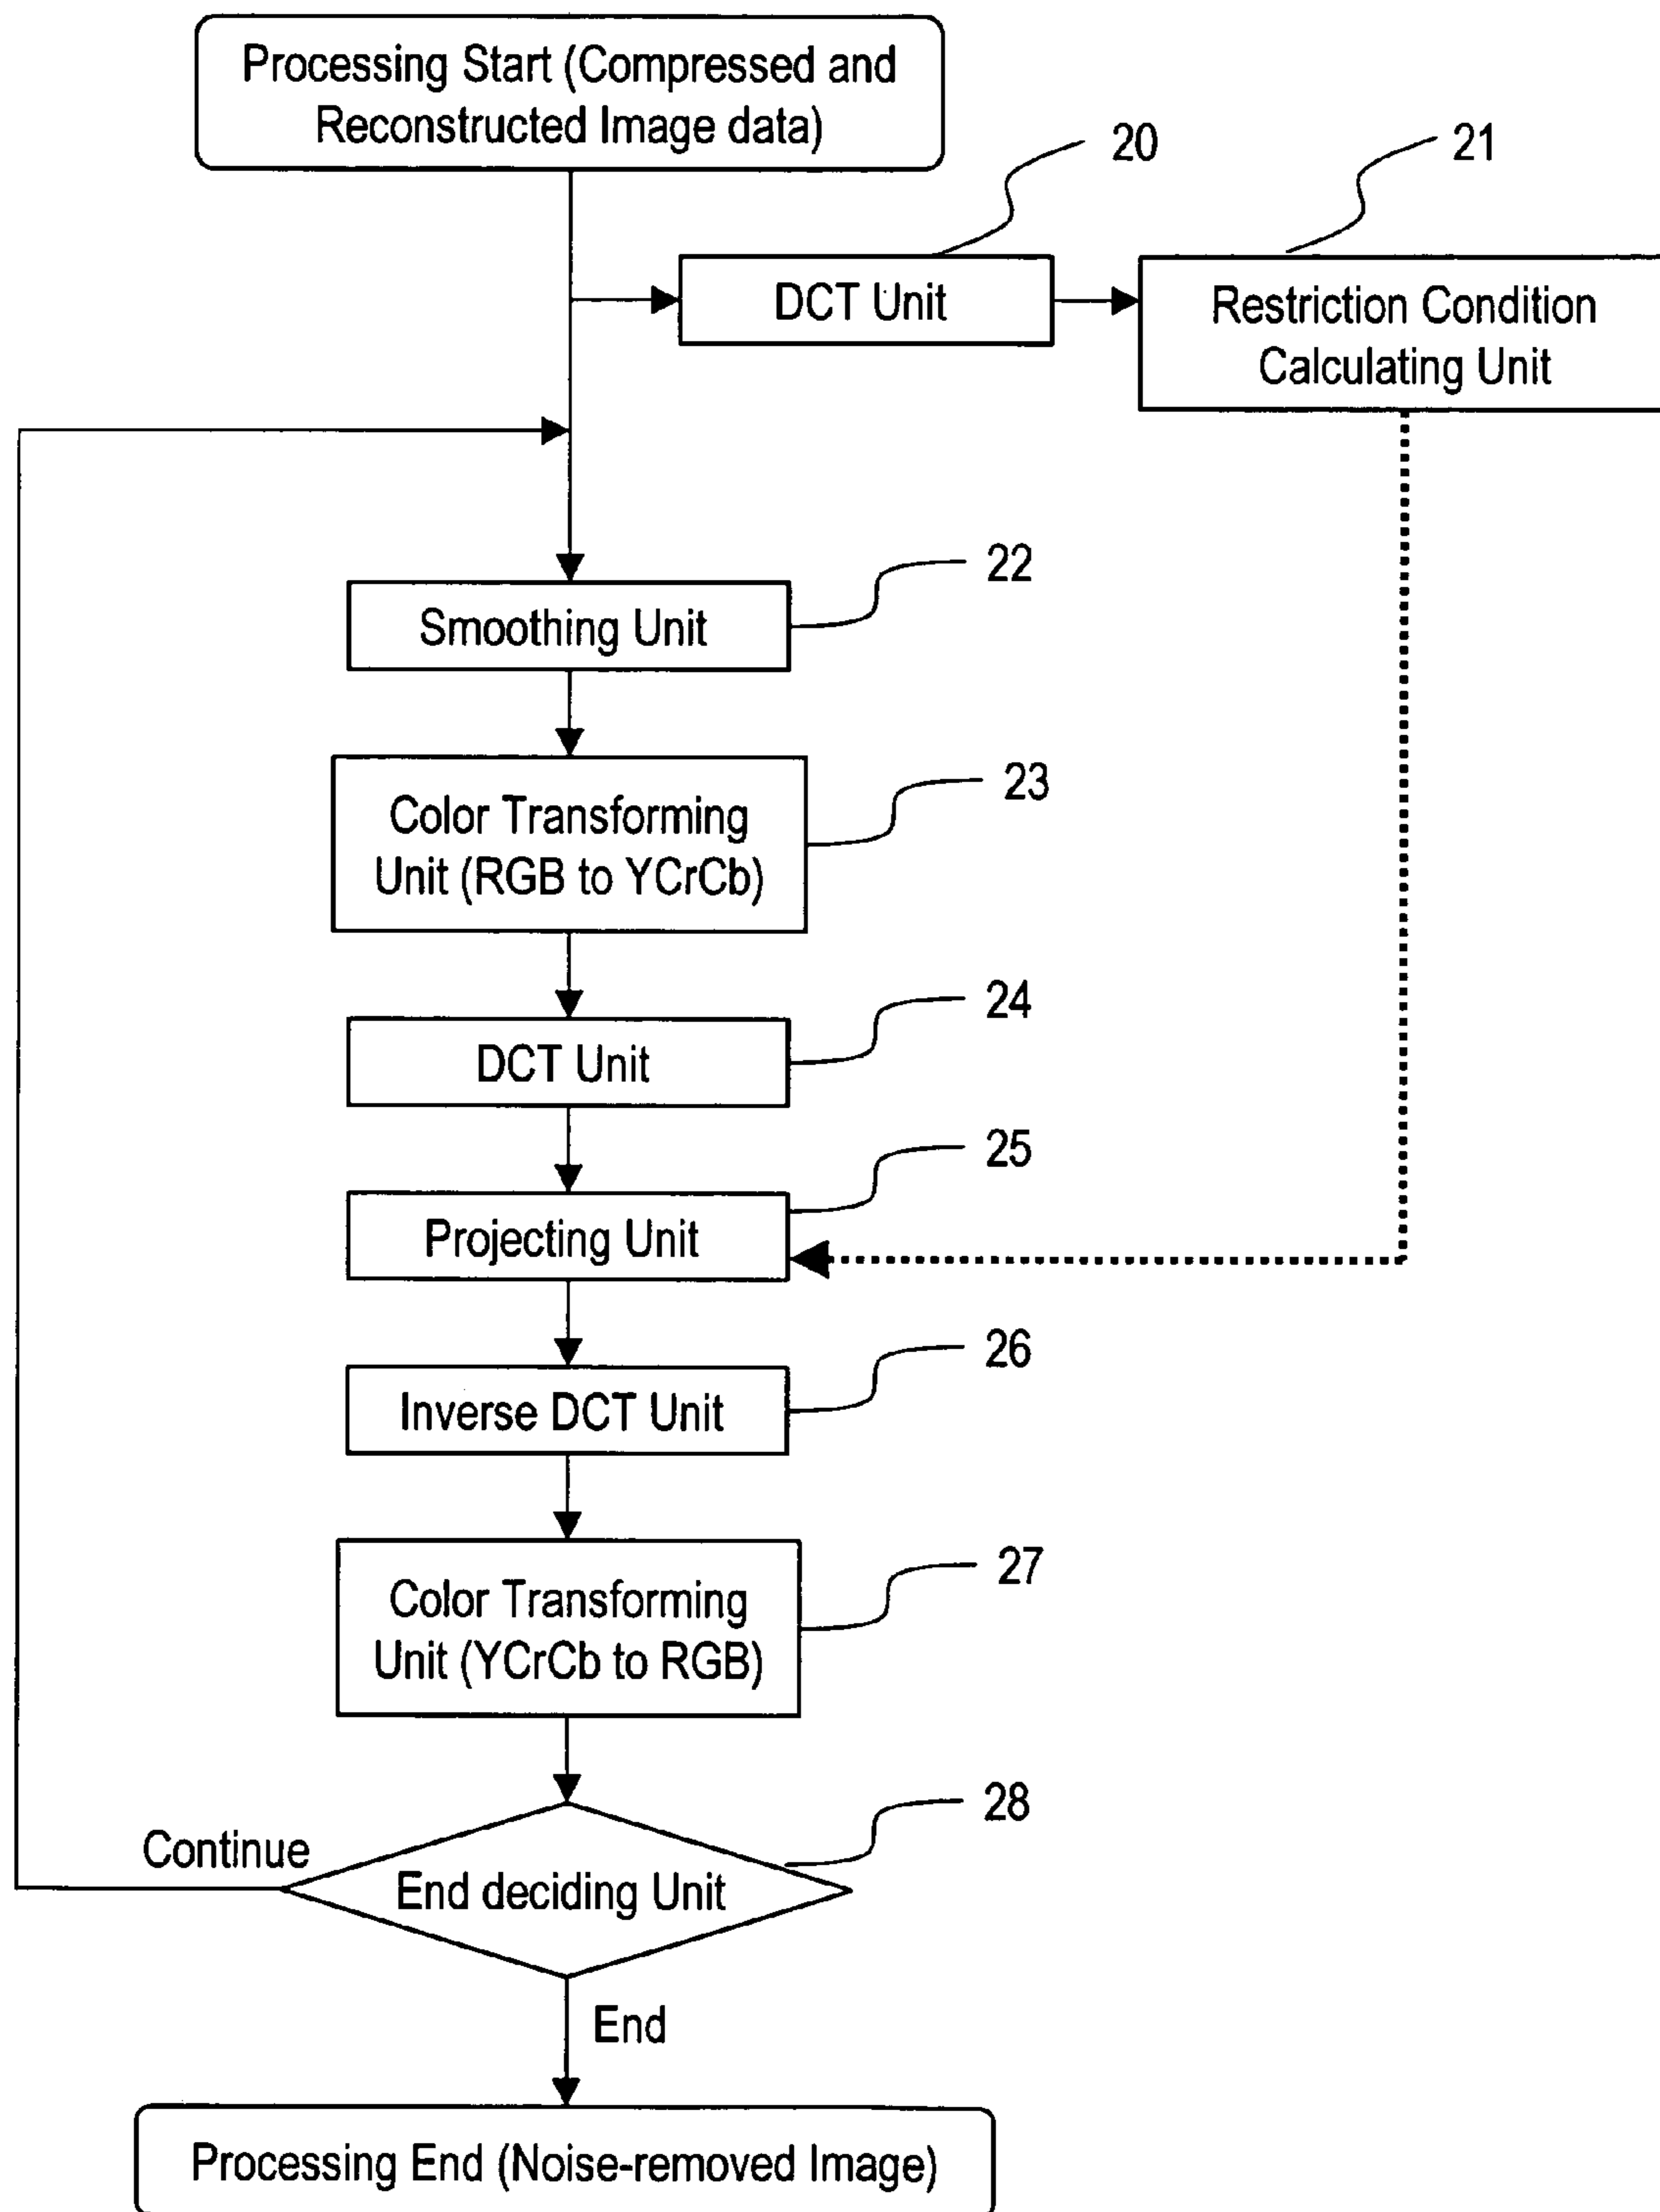 Processing Start (Compressed and
Reconstructed Image data)
20
21
DCT Unit
Restriction Condition
Calculating Unit
22
Smoothing Unit
23
Color Transforming
Unit (RGB to YCrCb)
24
DCT Unit
25
Projecting Unit
26
Inverse DCT Unit
27
Color Transforming
Unit (YCrCb to RGB)
28
Continue
End deciding Unit
End
Processing End (Noise-removed Image)